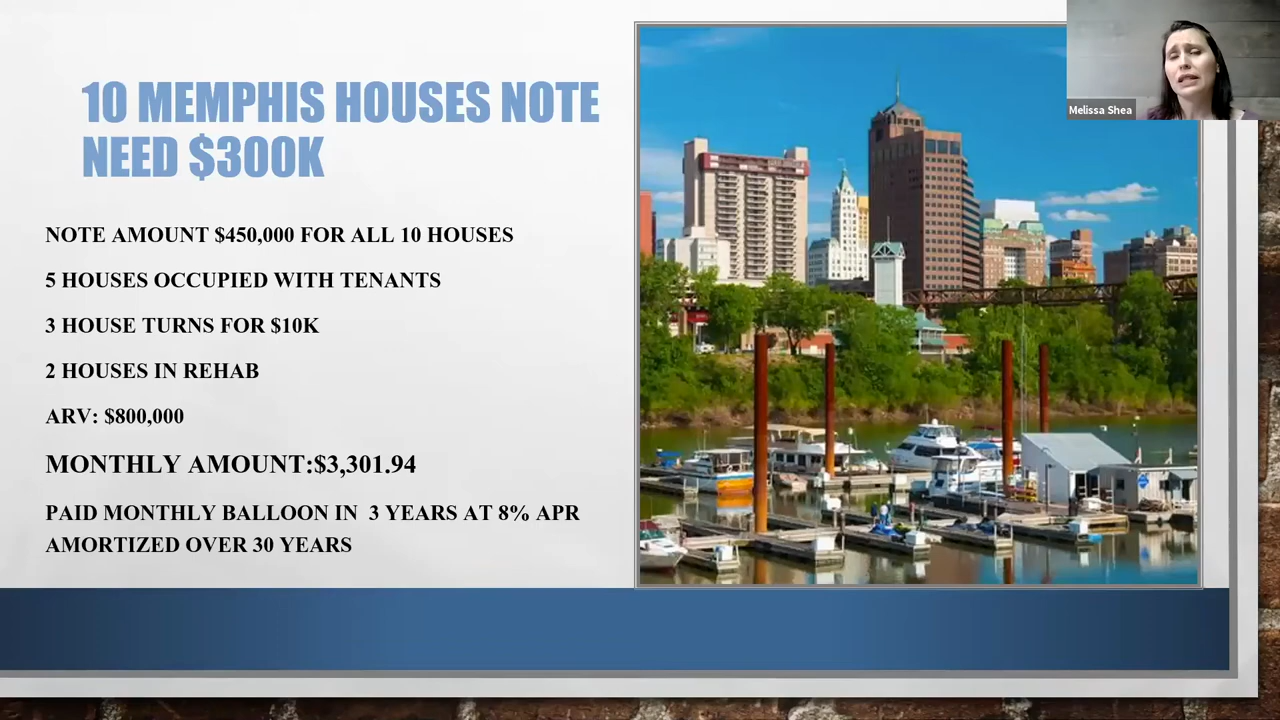 10 MEMPHIS HOUSES NOTE
NEED $300K
NOTE AMOUNT $450,000 FOR ALL 10 HOUSES
5 HOUSES OCCUPIED WITH TENANTS
3 HOUSE TURNS FOR $10K
2 HOUSES IN REHAB
ARV: $800,000
MONTHLY AMOUNT:$3,301.94
PAID MONTHLY BALLOON IN 3 YEARS AT 8% APR
AMORTIZED OVER 30 YEARS
Melissa Shea